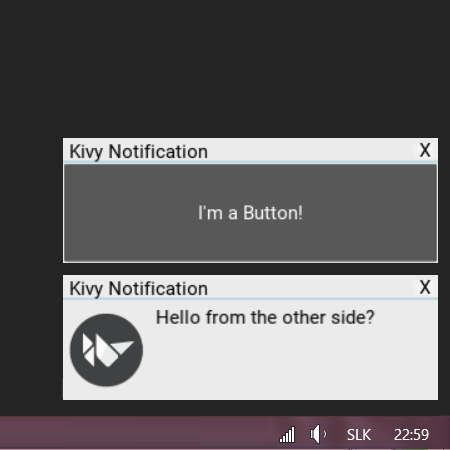 Kivy Notification X
I'm a Button!
Kivy Notification X
Hello from the other side?
SLK 22:59